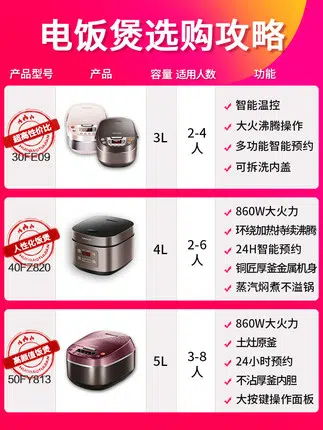 电饭煲选购攻略
产品型号 产品 容量 适用人数 功能
超高性价比
30FE09
3L
2-4
人
智能温控
大火沸腾操作
多功能智能预约
可拆洗内盖
人性化饭煲
40FZ820
4L
2-6
人
860W大火力
环绕加热持续沸腾
24H智能预约
铜匠厚釜金属机身
蒸汽焖煮不溢锅
高颜值饭煲
50FY813
5L
3-8
人
860W大火力
土灶原釜
24小时预约
不沾厚釜内胆
大按键操作面板